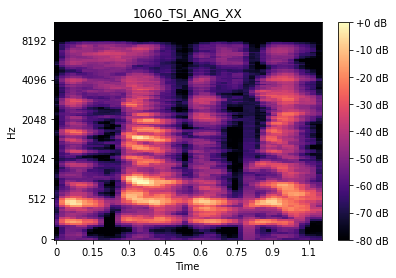 1060_TSI_ANG_XX
8192
4096
2048
1024
512
0
Hz
0
0.15
0.3
0.45
0.6
0.75
0.9
1.1
Time
+0 dB
-10 dB
-20 dB
-30 dB
-40 dB
-50 dB
-60 dB
-70 dB
-80 dB